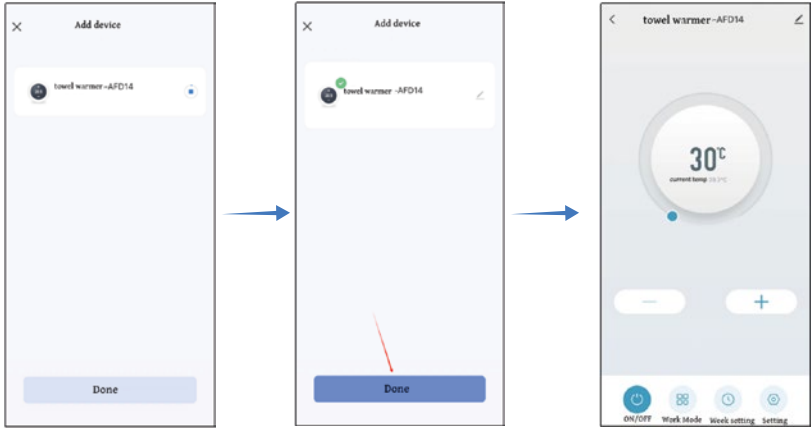 Add device
towel warmer-AFD14
Done
Add device
towel warmer -AFD14
Done
towel warmer-AFD14
30℃
current temp
ON/OFF Work Mode Week setting Setting